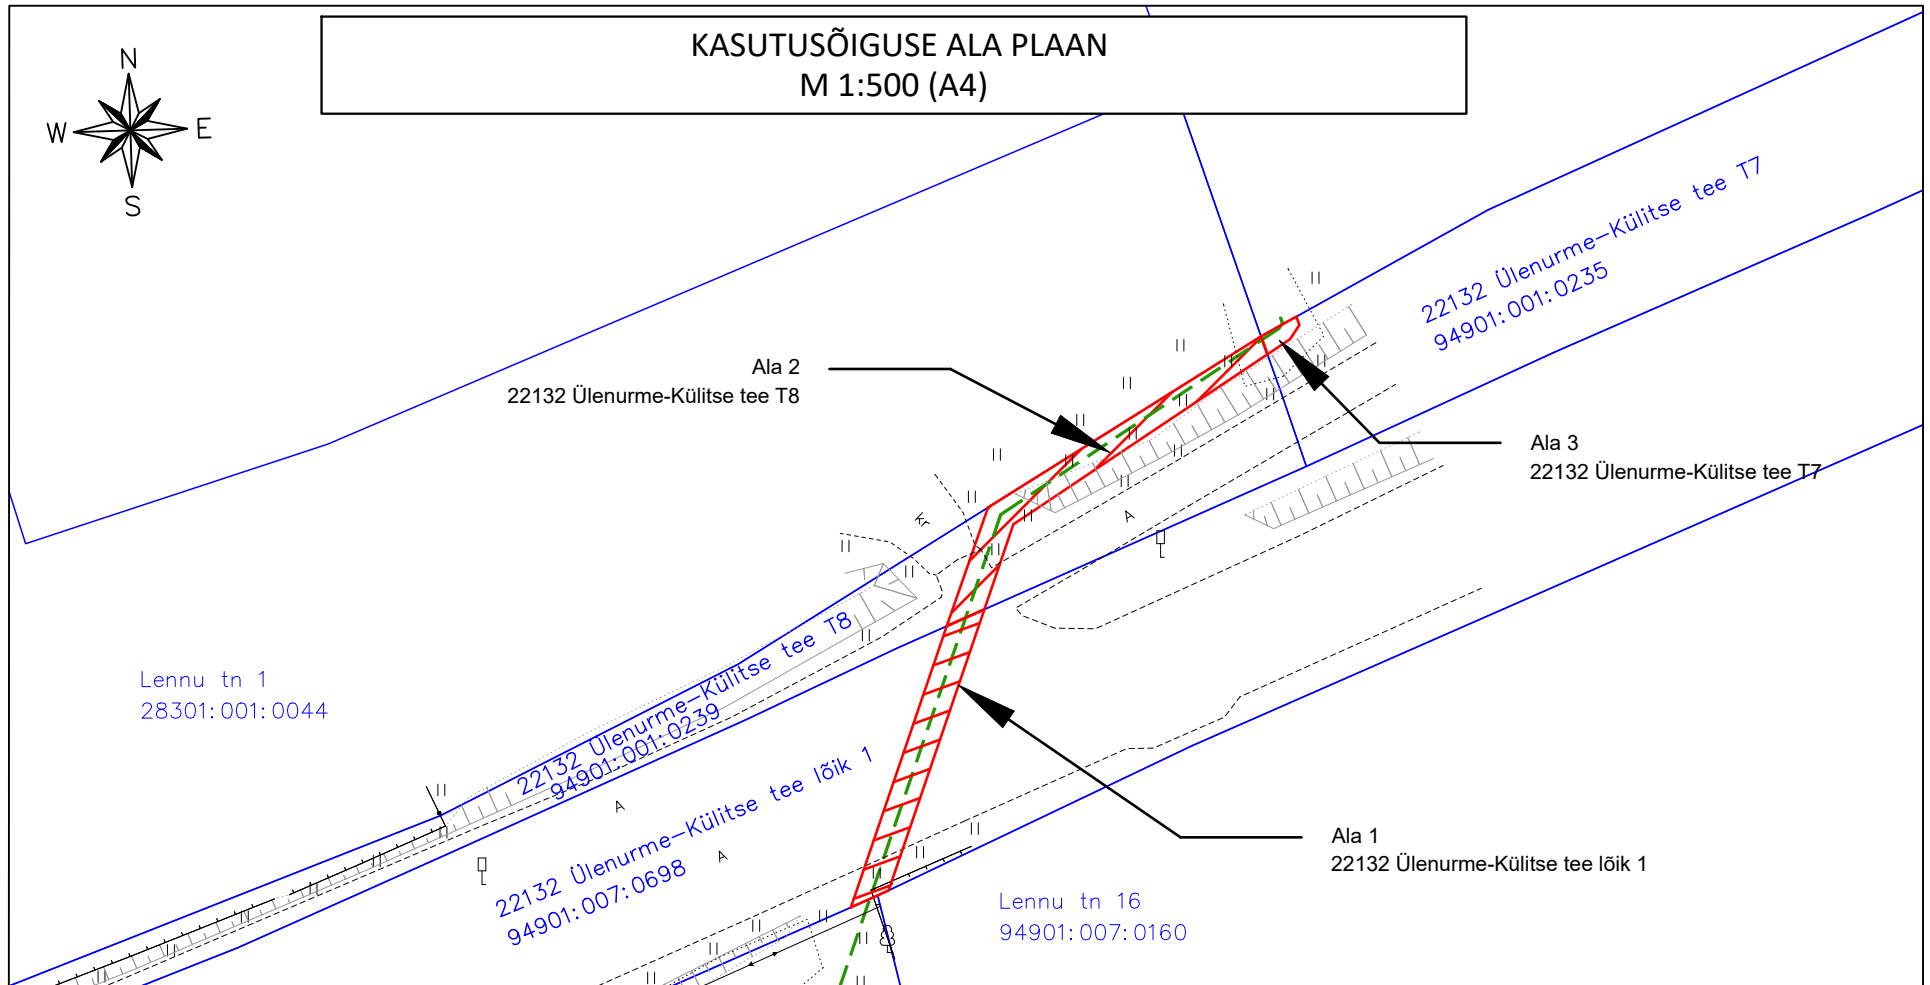 KASUTUSÕIGUSE ALA PLAAN
M 1:500 (A4)
N
W
E
S
22132 Ülenurme-Külitse tee T7
94901:001:0235
Ala 2
22132 Ülenurme-Külitse tee T8
Ala 3
22132 Ülenurme-Külitse tee T7
Kr
A
Lennu tn 1
28301:001:0044
22132 Ülenurme-Külitse tee T8
94901:001:0239
A
22132 Ülenurme-Külitse tee lõik 1
94901:007:0698
A
Ala 1
22132 Ülenurme-Külitse tee lõik 1
Lennu tn 16
94901:007:0160